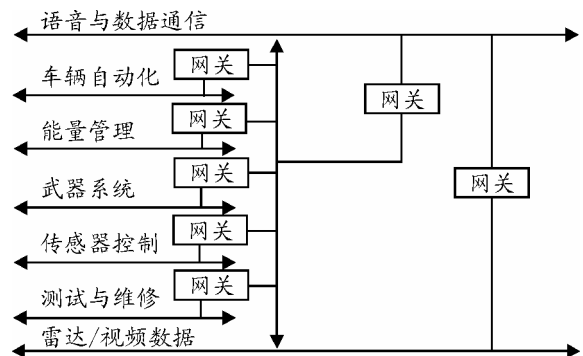 语音与数据通信
网关
车辆自动化
网关
网关
能量管理
网关
武器系统
网关
网关
传感器控制
网关
测试与维修
雷达/视频数据